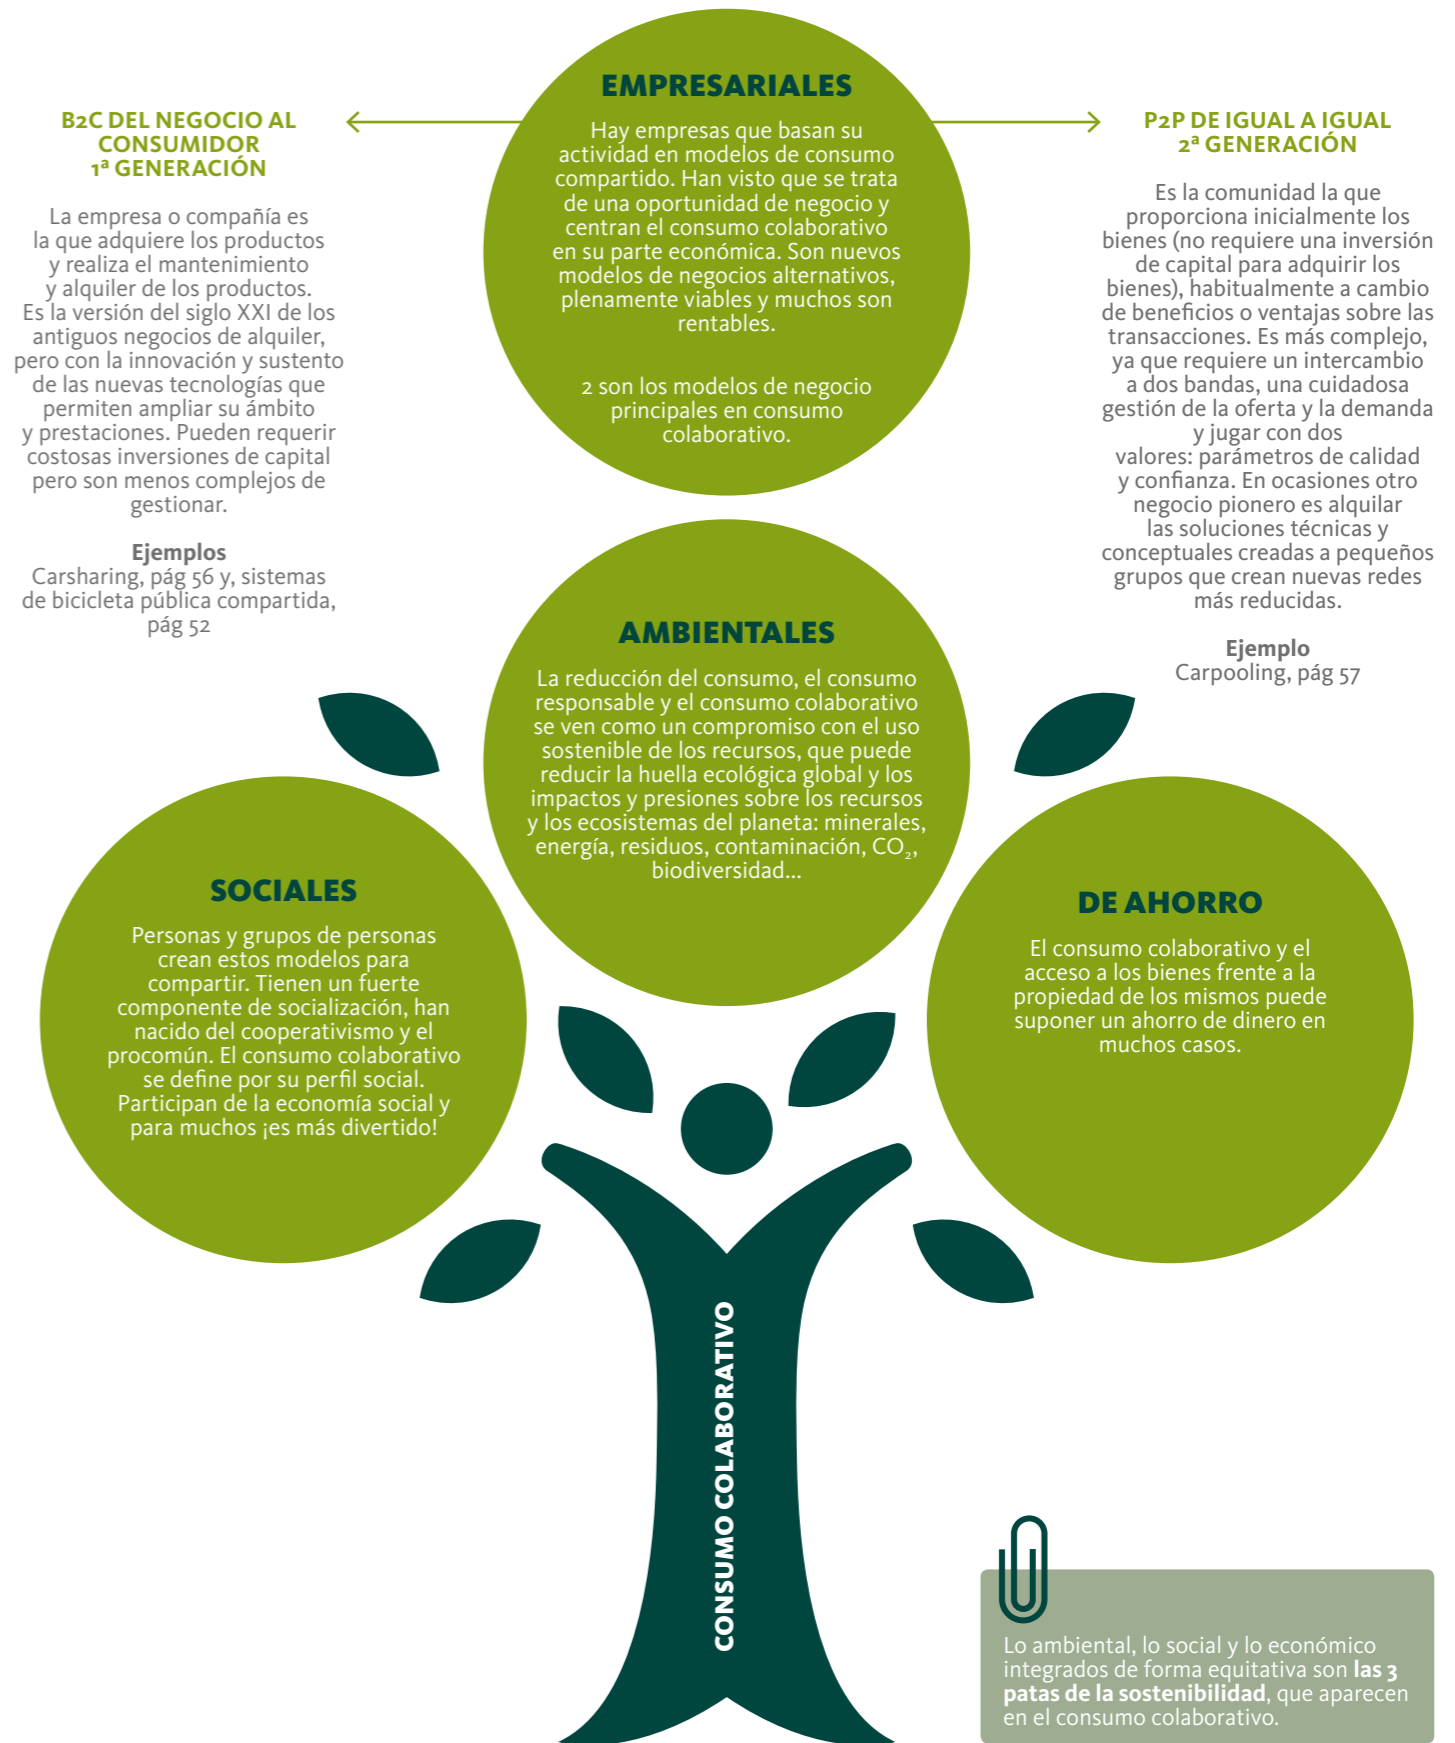 EMPRESARIALES
Hay empresas que basan su
actividad en modelos de consumo
compartido. Han visto que se trata
de una oportunidad de negocio y
centran el consumo colaborativo
en su parte económica. Son nuevos
modelos de negocios alternativos,
plenamente viables y muchos son
rentables.
2 son los modelos de negocio
principales en consumo
colaborativo.
B2C DEL NEGOCIO AL
CONSUMIDOR
1ª GENERACIÓN
La empresa o compañía es
la que adquiere los productos
y realiza el mantenimiento
y alquiler de los productos.
Es la versión del siglo XXI de los
antiguos negocios de alquiler,
pero con la innovación y sustento
de las nuevas tecnologías que
permiten ampliar su ámbito
y prestaciones. Pueden requerir
costosas inversiones de capital
pero son menos complejos de
gestionar.
Ejemplos
Carsharing, pág 56 y, sistemas
de bicicleta pública compartida,
pág 52
P2P DE IGUAL A IGUAL
2ª GENERACIÓN
Es la comunidad la que
proporciona inicialmente los
bienes (no requiere una inversión
de capital para adquirir los
bienes), habitualmente a cambio
de beneficios o ventajas sobre las
transacciones. Es más complejo,
ya que requiere un intercambio
a dos bandas, una cuidadosa
gestión de la oferta y la demanda
y jugar con dos
valores: parámetros de calidad
y confianza. En ocasiones otro
negocio pionero es alquilar
las soluciones técnicas y
conceptuales creadas a pequeños
grupos que crean nuevas redes
más reducidas.
Ejemplo
Carpooling, pág 57
AMBIENTALES
La reducción del consumo, el consumo
responsable y el consumo colaborativo
se ven como un compromiso con el uso
sostenible de los recursos, que puede
reducir la huella ecológica global y los
impactos y presiones sobre los recursos
y los ecosistemas del planeta: minerales,
energía, residuos, contaminación, CO₂,
biodiversidad...
SOCIALES
Personas y grupos de personas
crean estos modelos para
compartir. Tienen un fuerte
componente de socialización, han
nacido del cooperativismo y el
procomún. El consumo colaborativo
se define por su perfil social.
Participan de la economía social y
para muchos ¡es más divertido!
DE AHORRO
El consumo colaborativo y el
acceso a los bienes frente a la
propiedad de los mismos puede
suponer un ahorro de dinero en
muchos casos.
CONSUMO COLABORATIVO
Lo ambiental, lo social y lo económico
integrados de forma equitativa son las 3
patas de la sostenibilidad, que aparecen
en el consumo colaborativo.